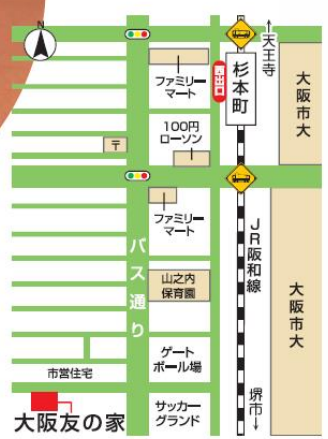 N
←天王寺
ファミリー
マート
西出口
杉本町
大阪市大
100円
ローソン
〒
ファミリー
マート
バス通り
JR阪和線
山之内
保育園
大阪市大
ゲート
ボール場
市営住宅
堺市→
大阪友の家
サッカー
グランド